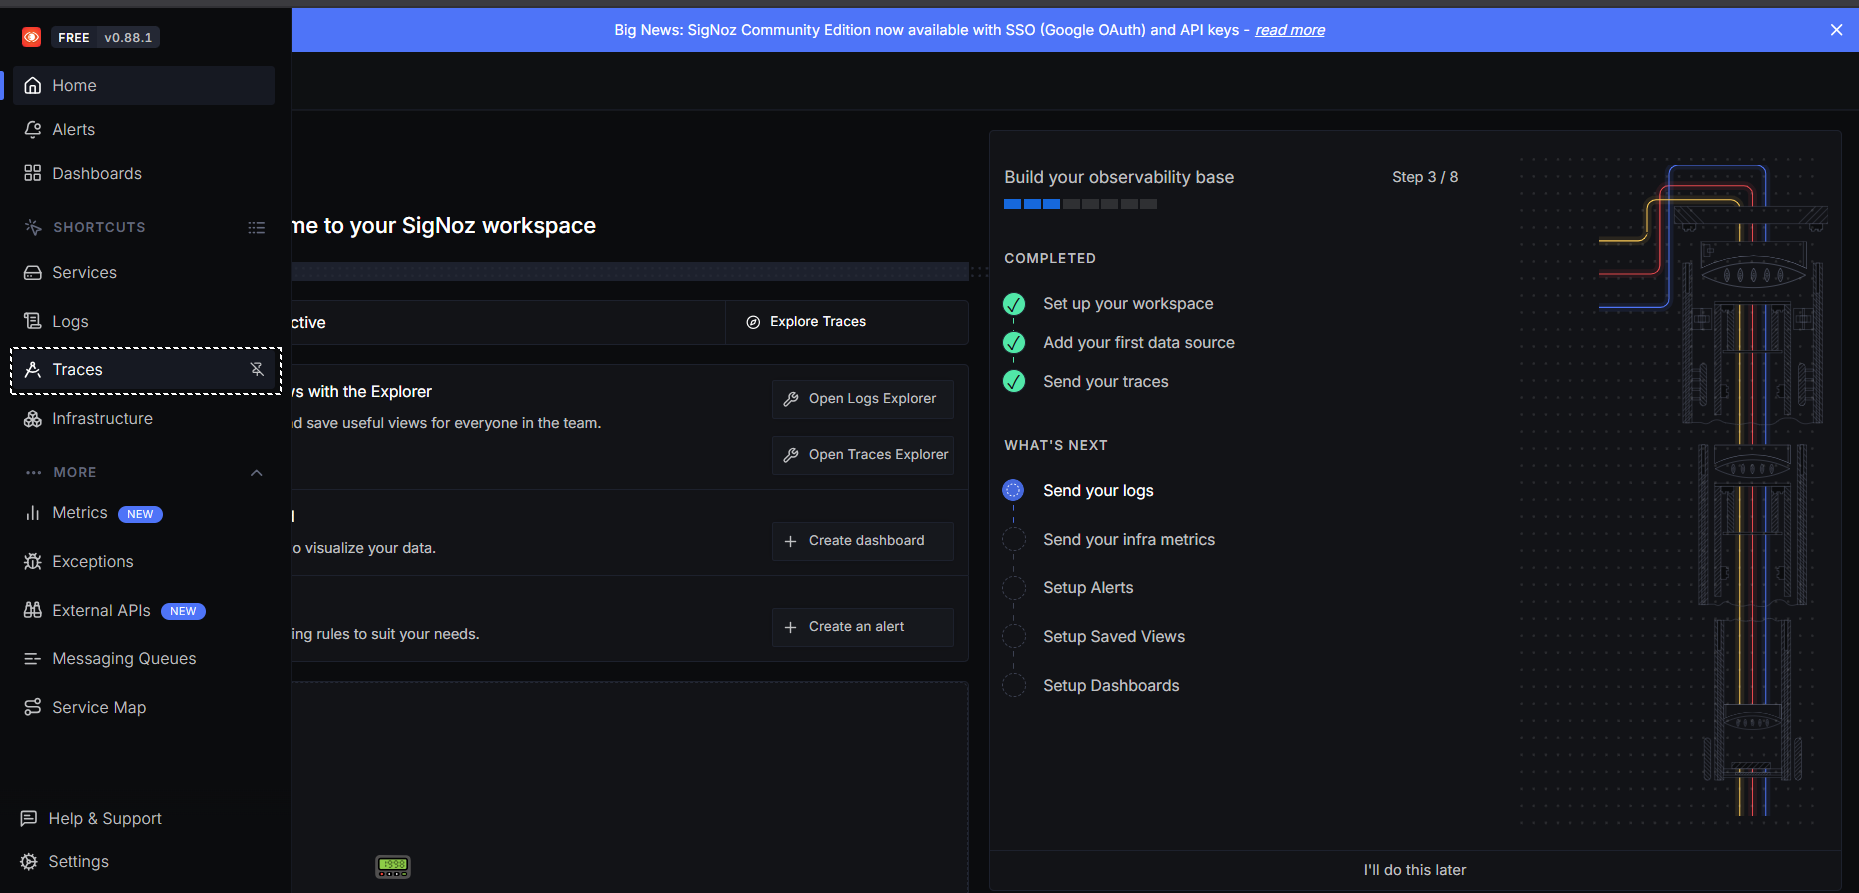 FREE v0.88.1
Big News: SigNoz Community Edition now available with SSO (Google OAuth) and API keys - read more
Home
Alerts
Dashboards
SHORTCUTS
Services
Logs
Traces
Infrastructure
MORE
Metrics NEW
Exceptions
External APIs NEW
Messaging Queues
Service Map
Help & Support
Settings
me to your SigNoz workspace
ctive
Explore Traces
s with the Explorer
d save useful views for everyone in the team.
Open Logs Explorer
Open Traces Explorer
o visualize your data.
Create dashboard
ing rules to suit your needs.
Create an alert
1998
Build your observability base
Step 3 / 8
COMPLETED
Set up your workspace
Add your first data source
Send your traces
WHAT'S NEXT
Send your logs
Send your infra metrics
Setup Alerts
Setup Saved Views
Setup Dashboards
I'll do this later